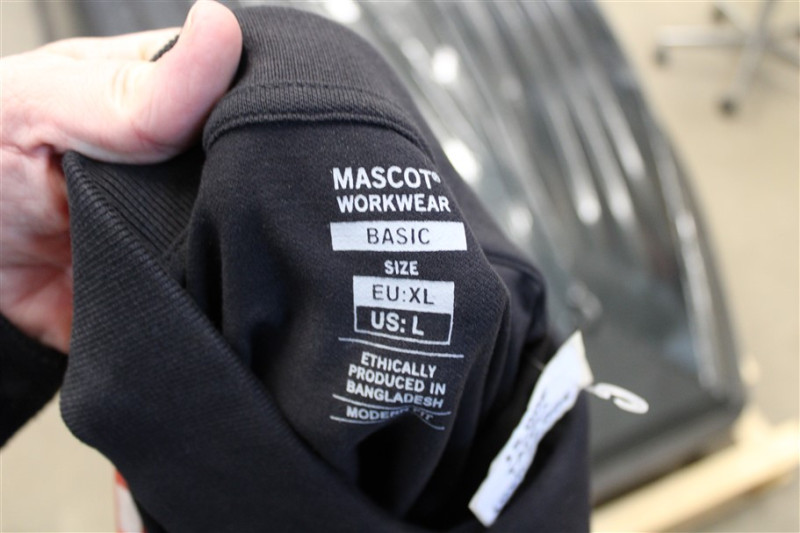 MASCOT®
WORKWEAR
BASIC
SIZE
EU:XL
US: L
ETHICALLY
PRODUCED IN
BANGLADESH
MODERN FIT